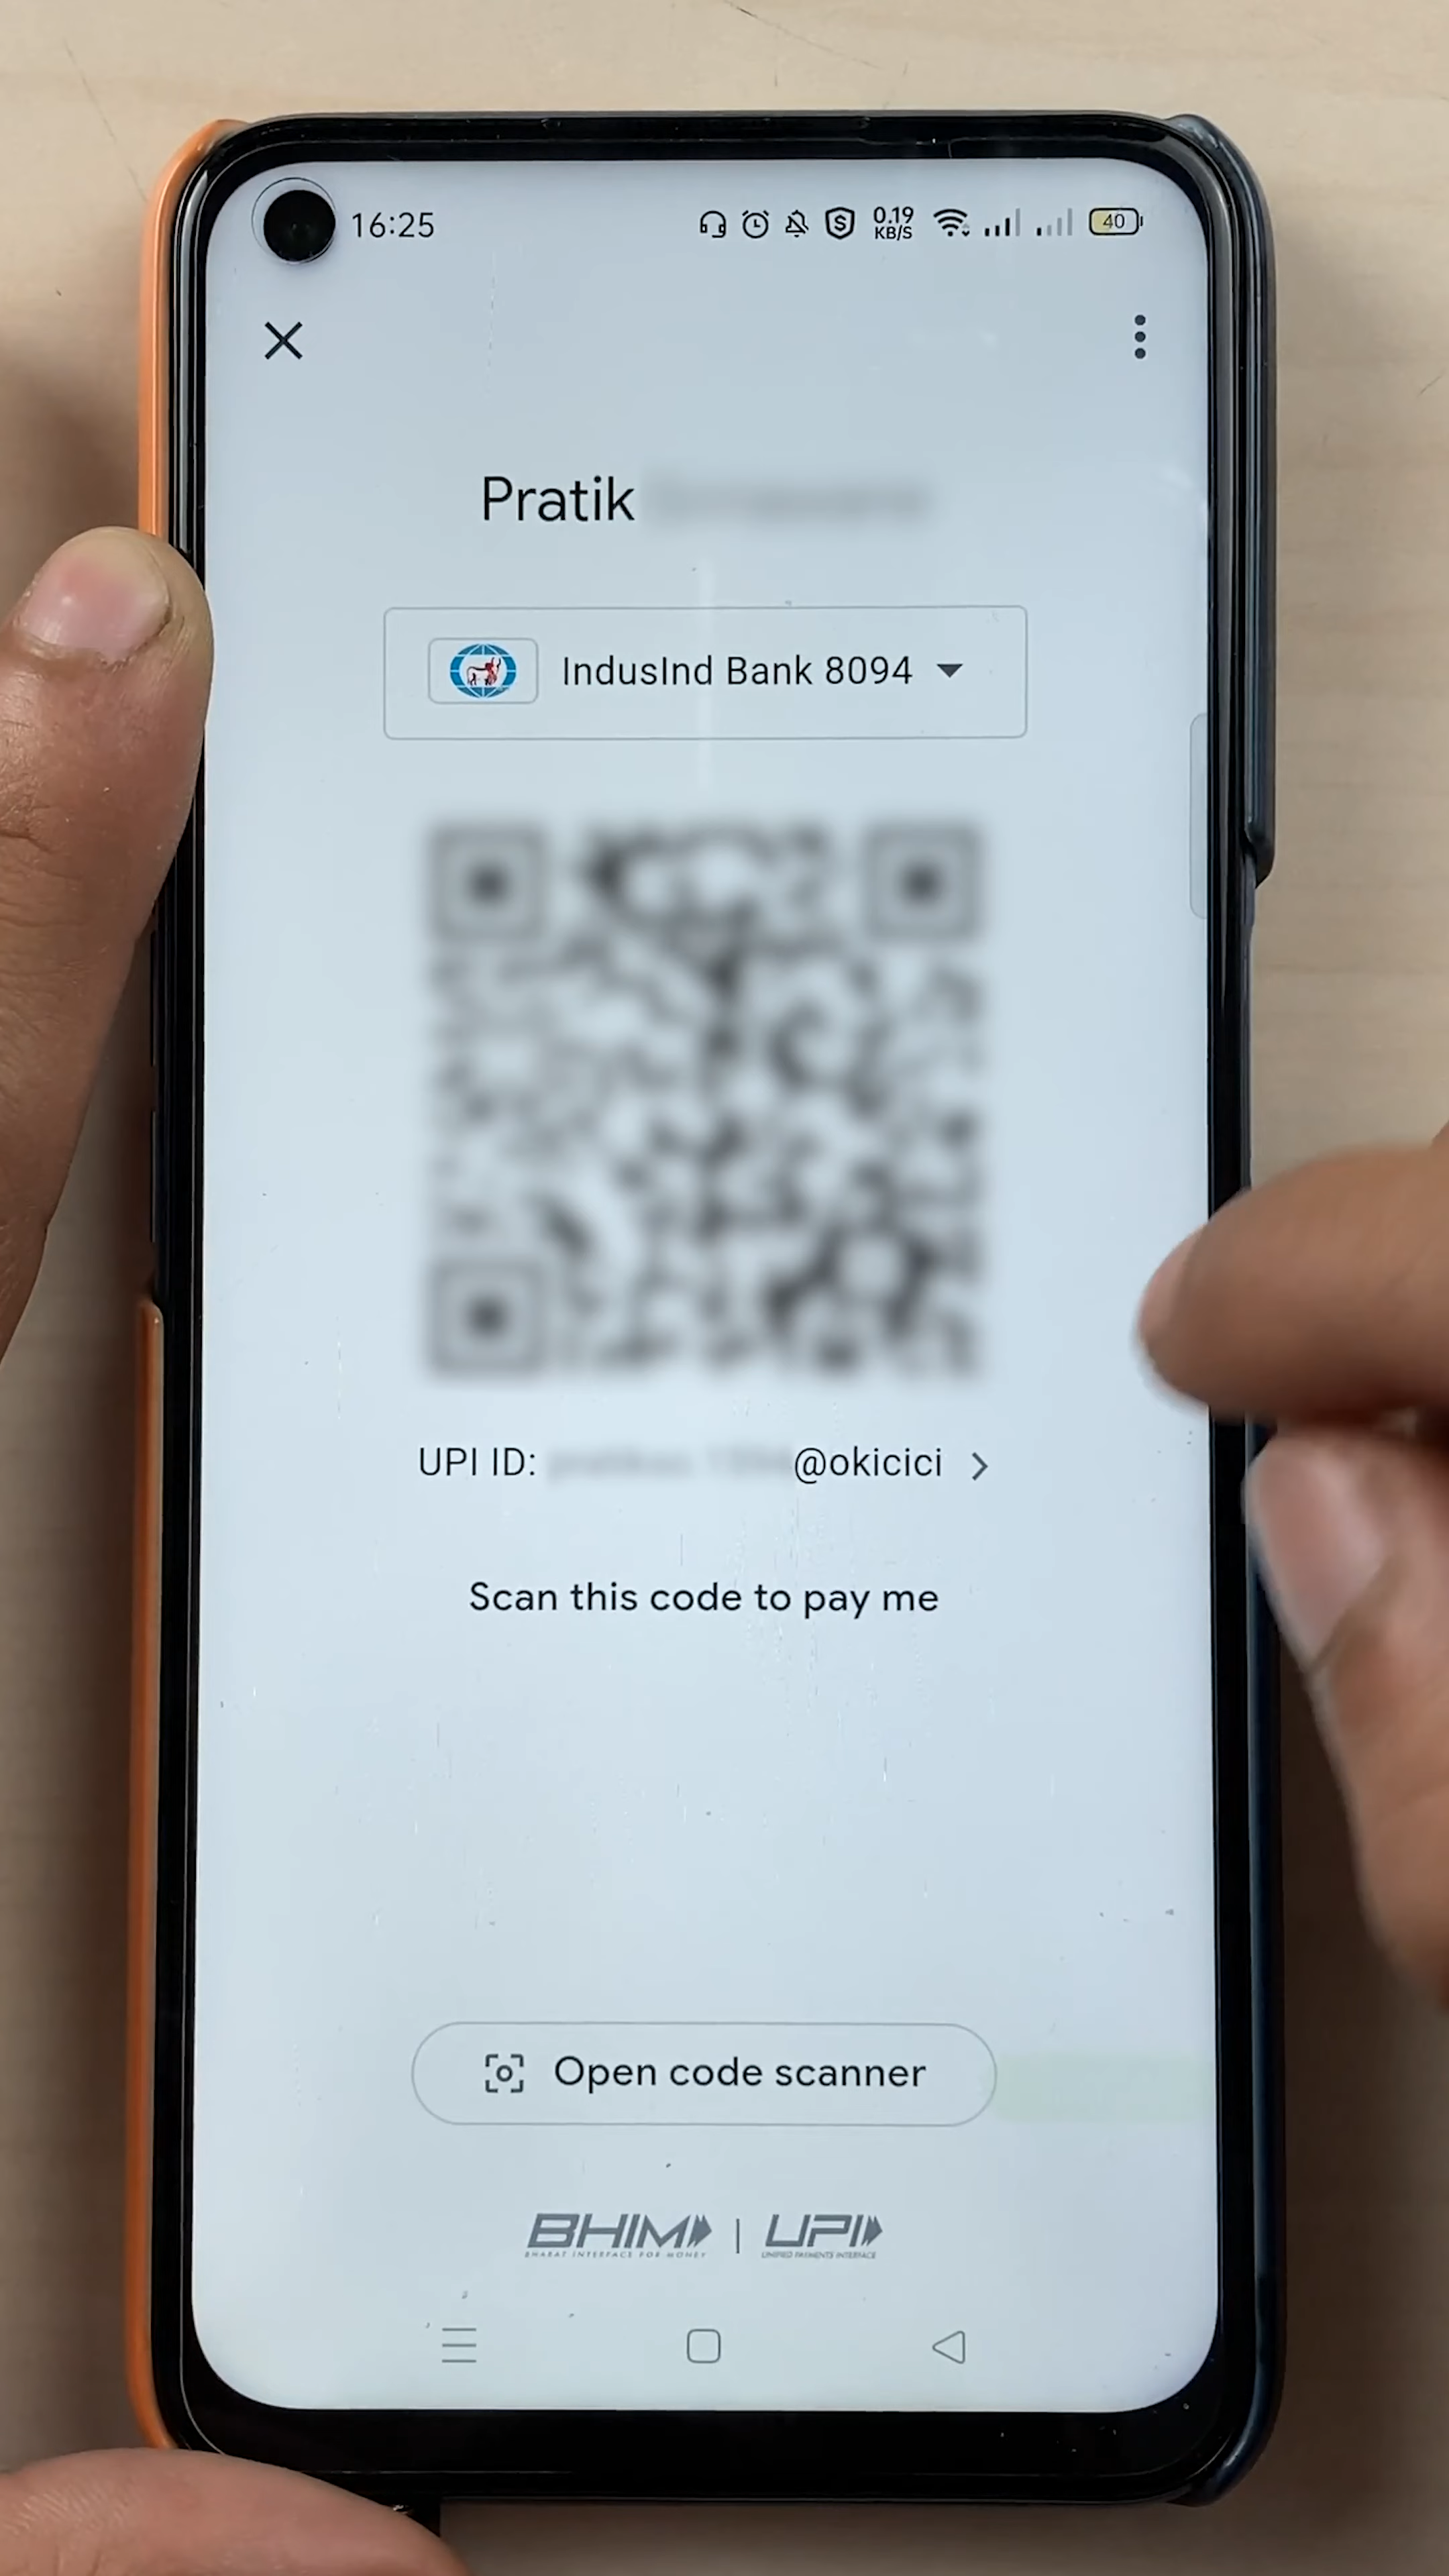 16:25 0.19 KB/S 40
Pratik
IndusInd Bank 8094
UPI ID: @okicici
Scan this code to pay me
Open code scanner
BHIM | UPI
BHARAT INTERFACE FOR MONEY UNIFIED PAYMENTS INTERFACE